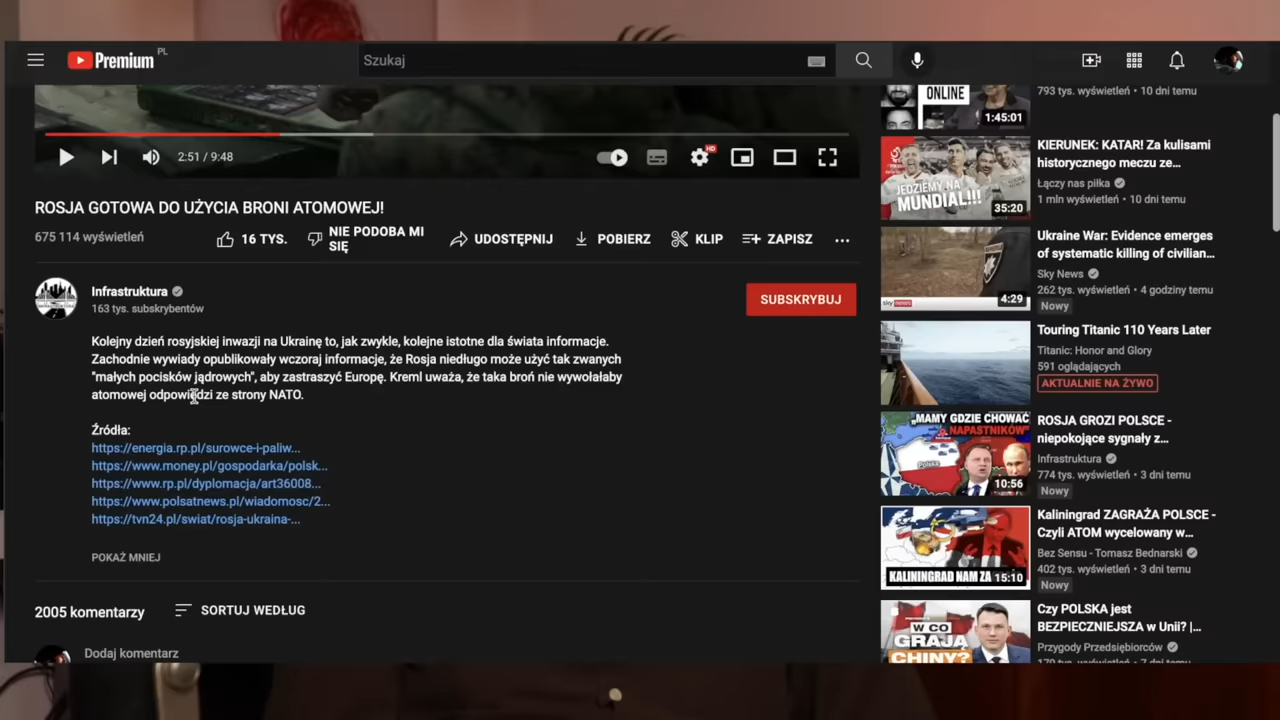 Premium PL
Szukaj
2:51 / 9:48
HD
ROSJA GOTOWA DO UŻYCIA BRONI ATOMOWEJ!
675 114 wyświetleń
16 TYS.
NIE PODOBA MI
SIĘ
UDOSTĘPNIJ
POBIERZ
KLIP
ZAPISZ
Infrastruktura
163 tys. subskrybentów
SUBSKRYBUJ
Kolejny dzień rosyjskiej inwazji na Ukrainę to, jak zwykle, kolejne istotne dla świata informacje.
Zachodnie wywiady opublikowały wczoraj informacje, że Rosja niedługo może użyć tak zwanych
"małych pocisków jądrowych", aby zastraszyć Europę. Kreml uważa, że taka broń nie wywołałaby
atomowej odpowiedzi ze strony NATO.
Źródła:
https://energia.rp.pl/surowce-i-paliw...
https://www.money.pl/gospodarka/polsk...
https://www.rp.pl/dyplomacja/art36008...
https://www.polsatnews.pl/wiadomosc/2...
https://tvn24.pl/swiat/rosja-ukraina-...
POKAŻ MNIEJ
2005 komentarzy
SORTUJ WEDŁUG
Dodaj komentarz
ONLINE
1:45:01
793 tys. wyświetleń • 10 dni temu
JEDZIEMY NA
MUNDIAL!!!
35:20
KIERUNEK: KATAR! Za kulisami
historycznego meczu ze...
Łączy nas piłka
1 mln wyświetleń • 10 dni temu
sky news
4:29
Ukraine War: Evidence emerges
of systematic killing of civilian...
Sky News
262 tys. wyświetleń • 4 godziny temu
Nowy
Touring Titanic 110 Years Later
Titanic: Honor and Glory
591 oglądających
AKTUALNIE NA ŻYWO
"MAMY GDZIE CHOWAĆ
NAPASTNIKÓW"
Polska
10:56
ROSJA GROZI POLSCE -
niepokojące sygnały z...
Infrastruktura
774 tys. wyświetleń • 3 dni temu
Nowy
KALININGRAD NAM ZA
15:10
Kaliningrad ZAGRAŻA POLSCE -
Czyli ATOM wycelowany w...
Bez Sensu - Tomasz Bednarski
402 tys. wyświetleń • 3 dni temu
Nowy
W CO
GRAJĄ
CHINY?
Czy POLSKA jest
BEZPIECZNIEJSZA w Unii? |...
Przygody Przedsiębiorców